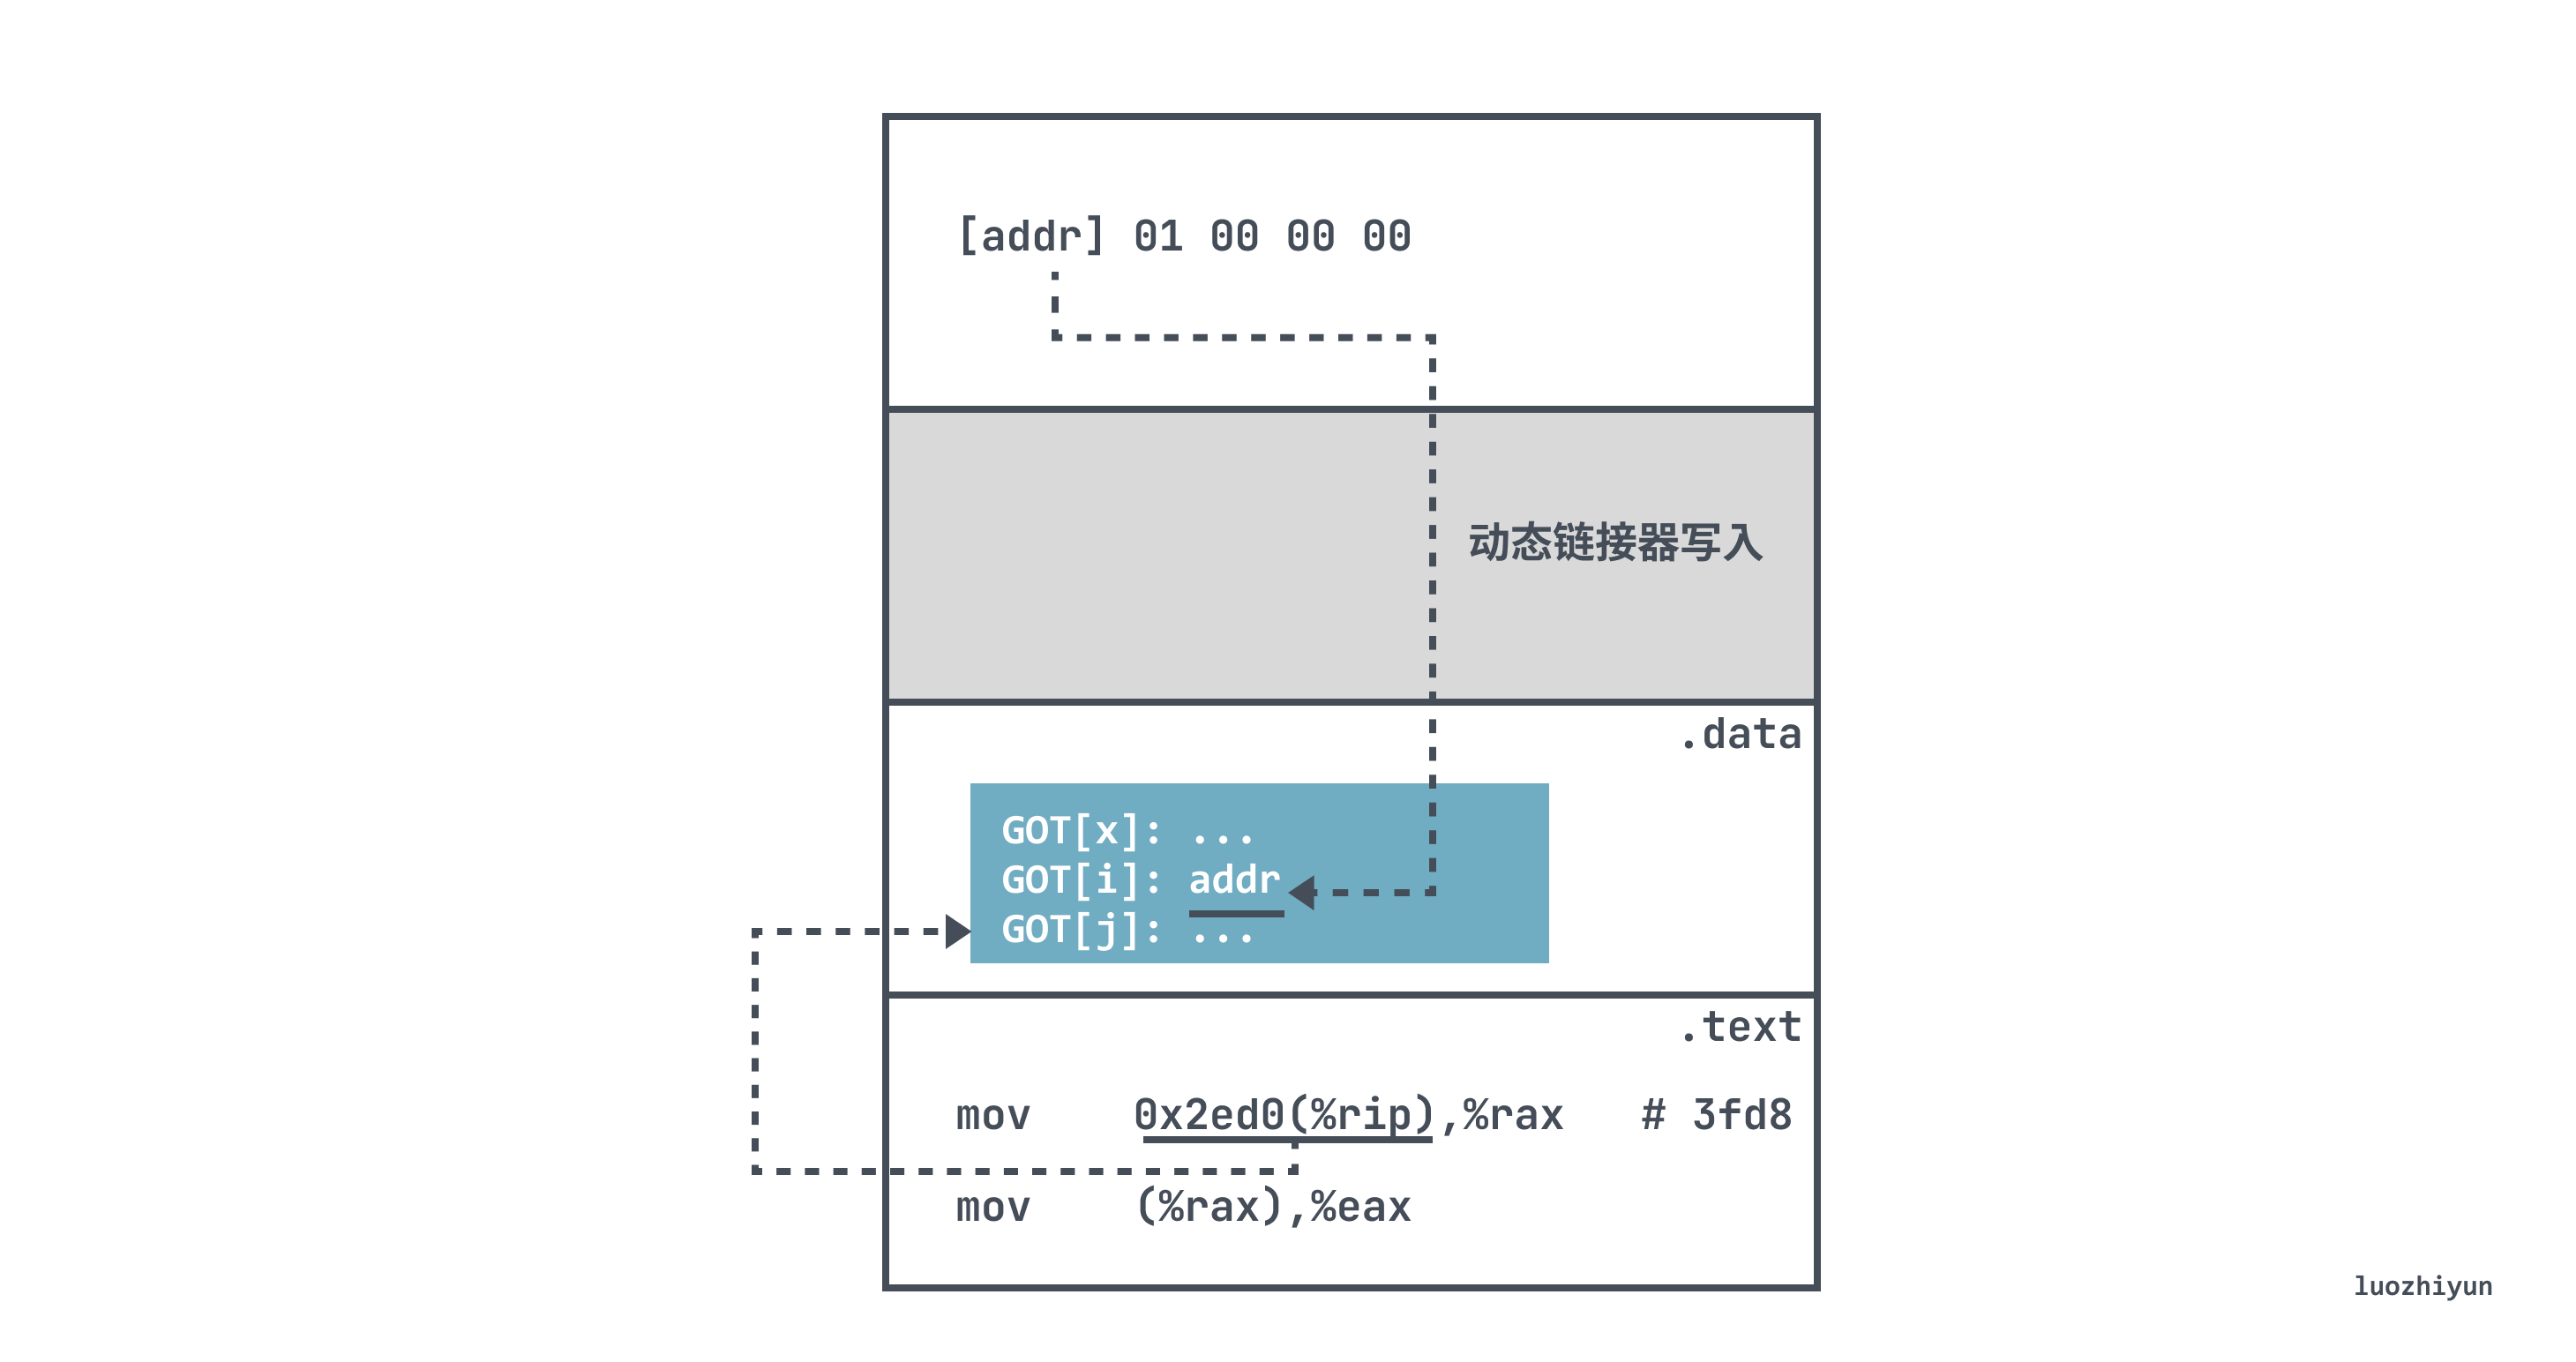 [addr] 01 00 00 00
动态链接器写入
.data
GOT[x]: ...
GOT[i]: addr
GOT[j]: ...
.text
mov    0x2ed0(%rip),%rax   # 3fd8
mov    (%rax),%eax
luozhiyun